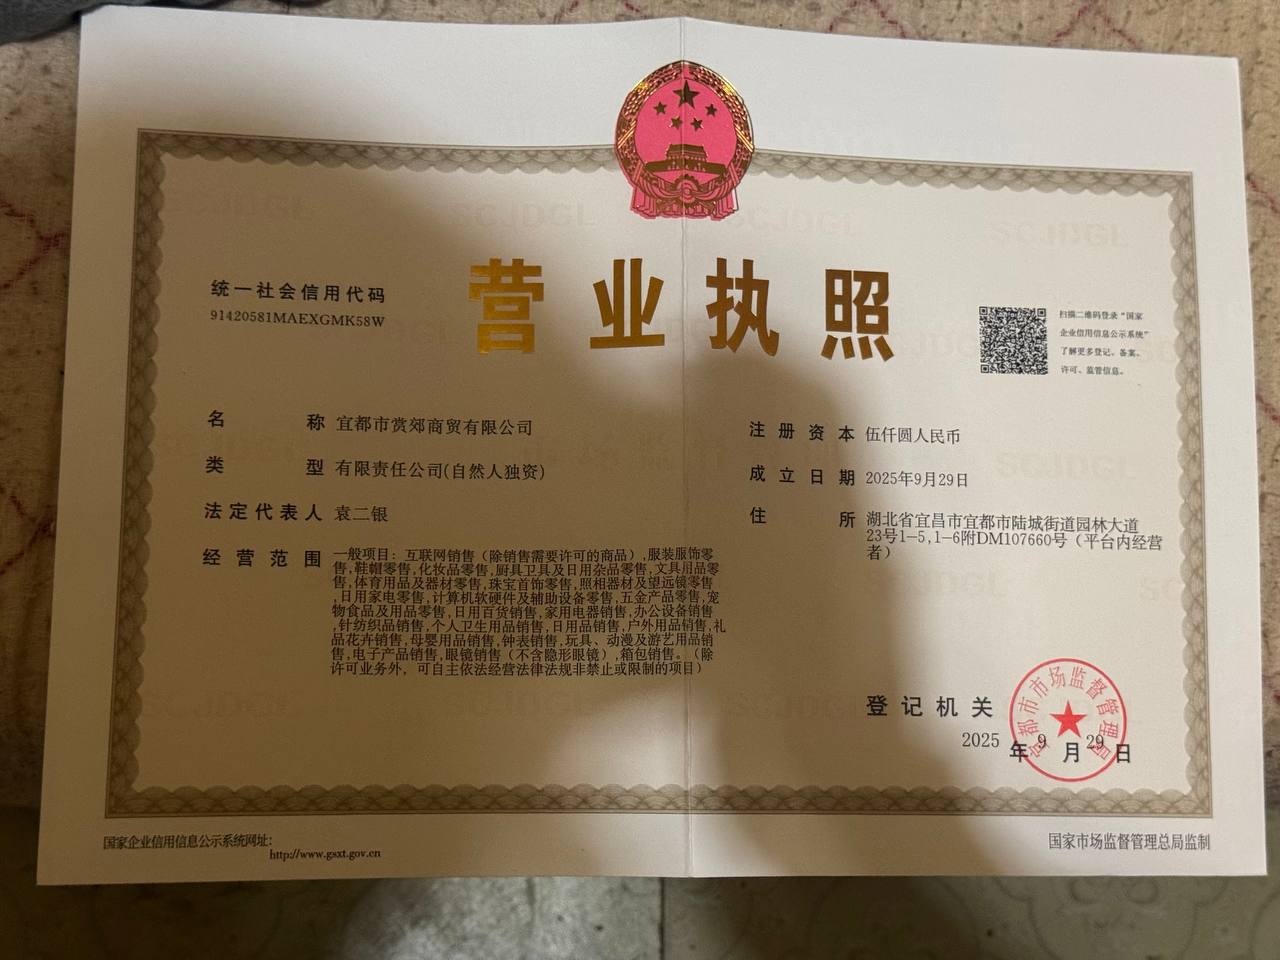 营业执照
统一社会信用代码
91420581MAEXGMK58W
扫描二维码登录“国家
企业信用信息公示系统”
了解更多登记、备案、
许可、监管信息。
名称 宜都市赏郊商贸有限公司
类型 有限责任公司(自然人独资)
法定代表人 袁二银
经营范围 一般项目：互联网销售（除销售需要许可的商品）,服装服饰零
售,鞋帽零售,化妆品零售,厨具卫具及日用杂品零售,文具用品零
售,体育用品及器材零售,珠宝首饰零售,照相器材及望远镜零售
,日用家电零售,计算机软硬件及辅助设备零售,五金产品零售,宠
物食品及用品零售,日用百货销售,家用电器销售,办公设备销售
,针纺织品销售,个人卫生用品销售,日用品销售,户外用品销售,礼
品花卉销售,母婴用品销售,钟表销售,玩具、动漫及游艺用品销
售,电子产品销售,眼镜销售（不含隐形眼镜）,箱包销售。（除
许可业务外，可自主依法经营法律法规非禁止或限制的项目）
注册资本 伍仟圆人民币
成立日期 2025年9月29日
住所 湖北省宜昌市宜都市陆城街道园林大道
23号1-5,1-6附DM107660号（平台内经营
者）
登记机关
宜都市市场监督管理局
2025年9月29日
国家企业信用信息公示系统网址：
http://www.gsxt.gov.cn
国家市场监督管理总局监制
SCJDGL